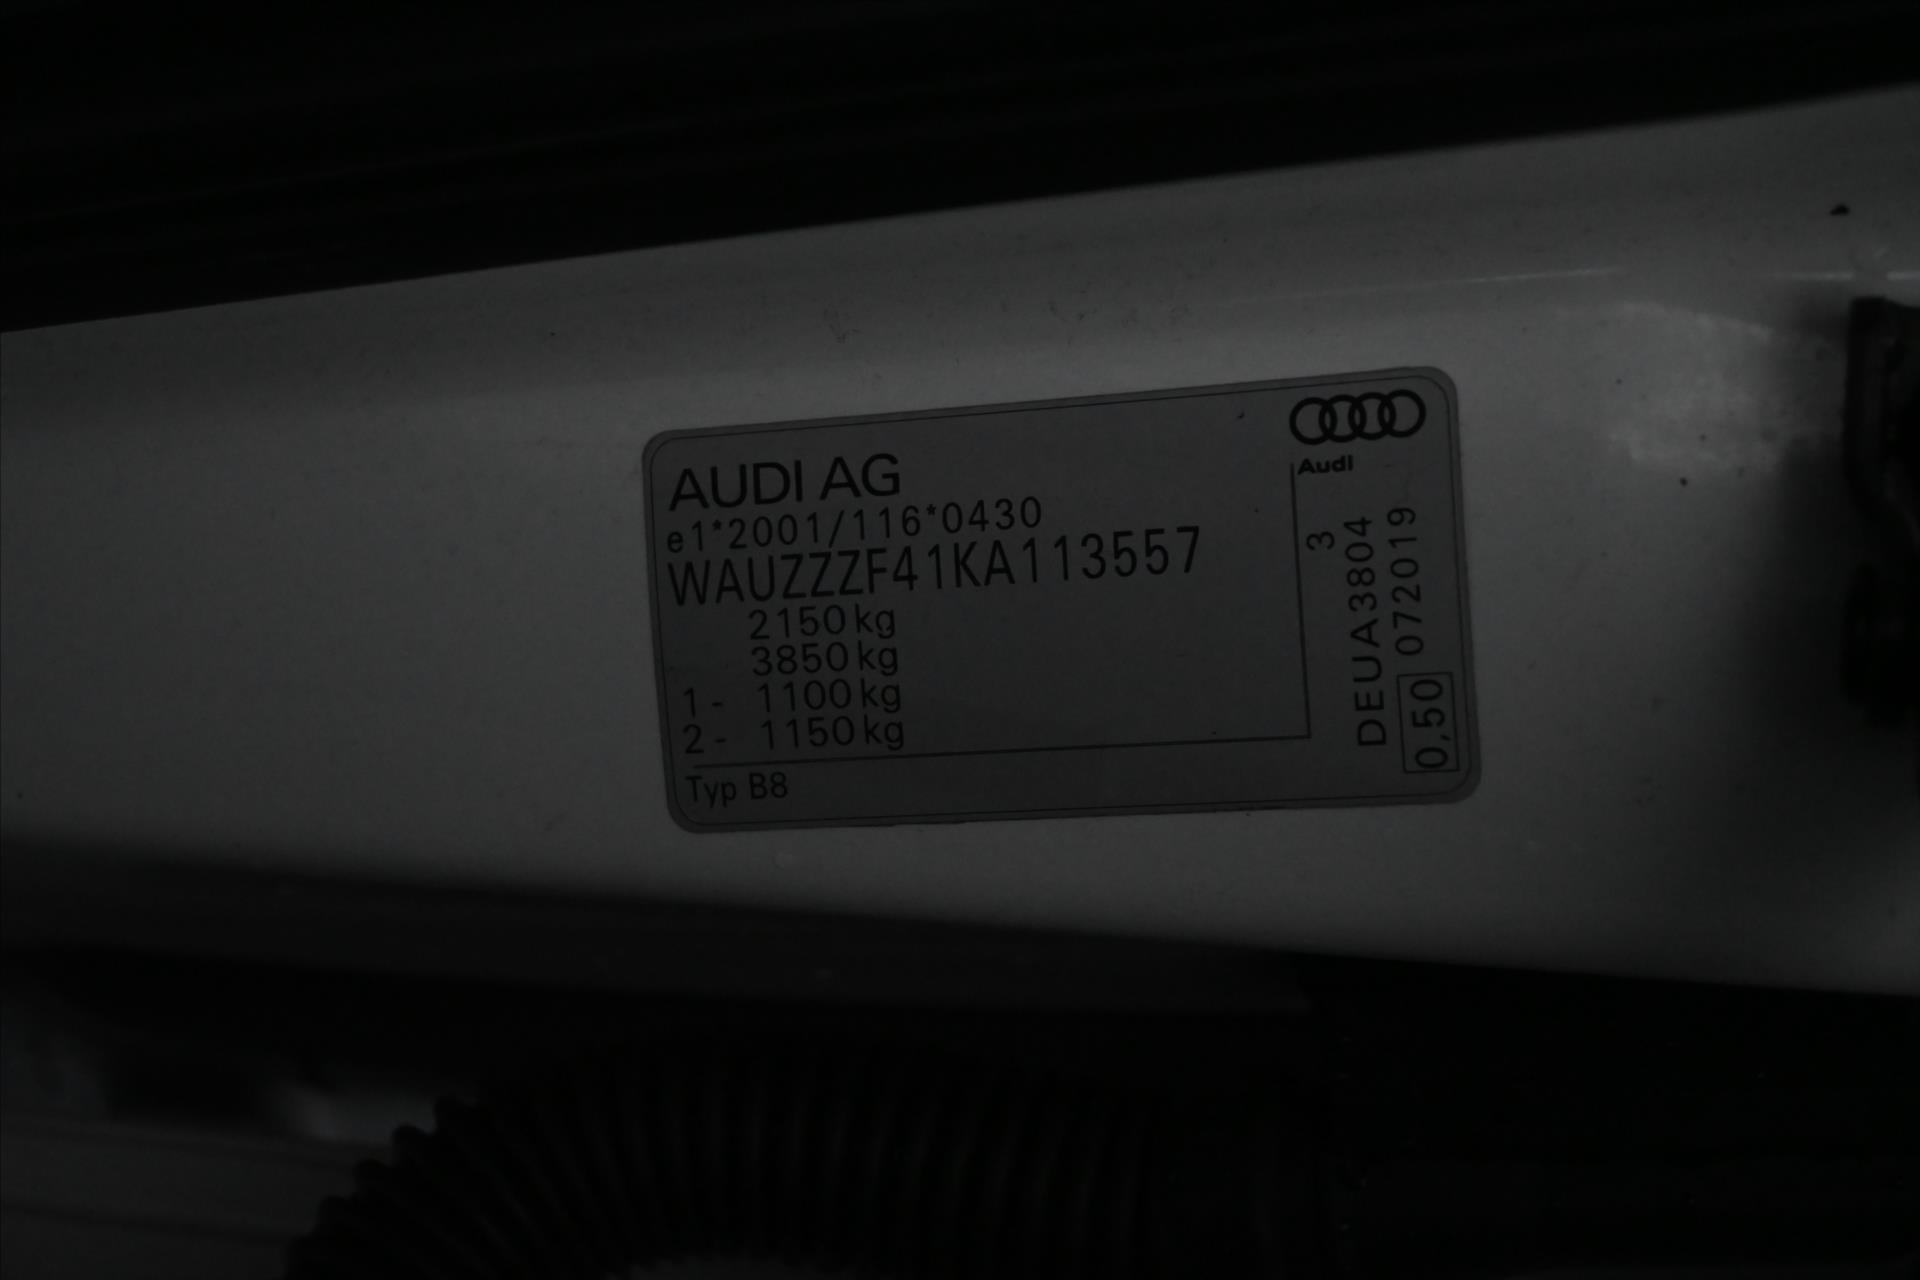 AUDI AG
e1*2001/116*0430
WAUZZZF41KA113557
2150 kg
3850 kg
1 - 1100 kg
2 - 1150 kg
Typ B8
Audi
3
DEUA3804
072019
0,50